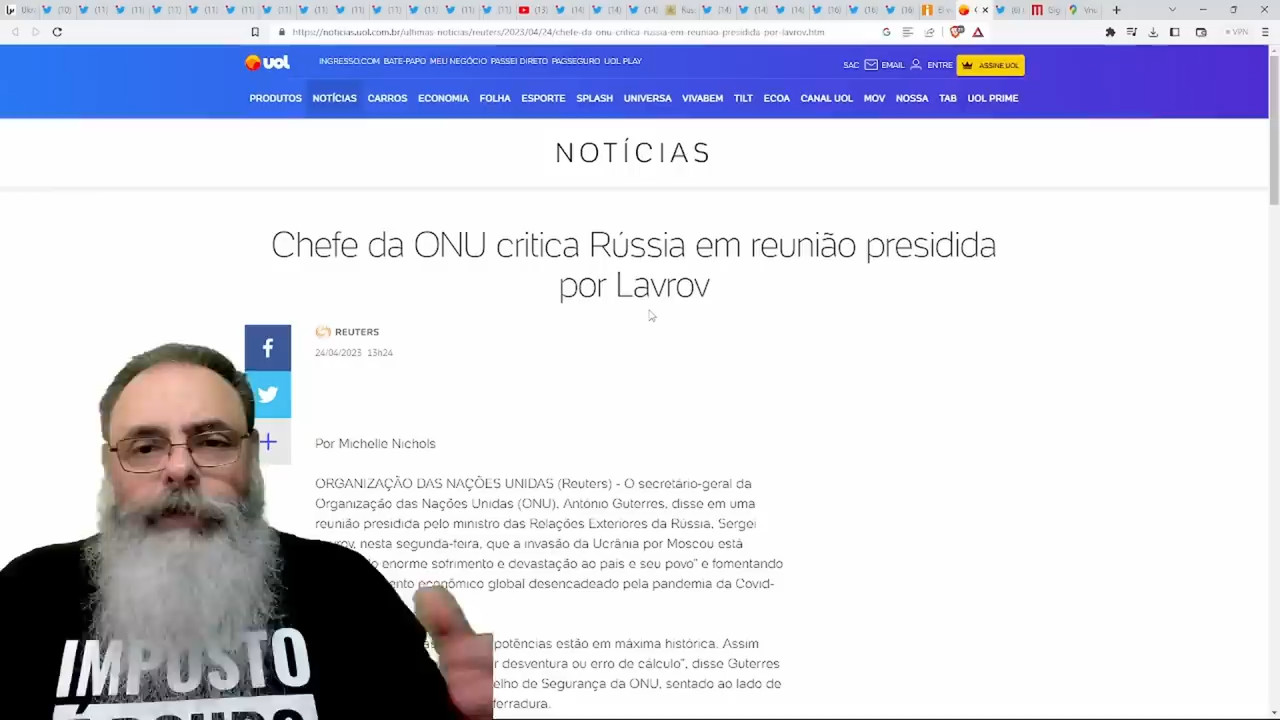 https://noticias.uol.com.br/ultimas-noticias/reuters/2023/04/24/chefe-da-onu-critica-russia-em-reuniao-presidida-por-lavrov.htm
VPN
UOL
INGRESSO.COM BATE-PAPO MEU NEGÓCIO PASSEI DIRETO PAGSEGURO UOL PLAY
SAC EMAIL ENTRE ASSINE UOL
PRODUTOS NOTÍCIAS CARROS ECONOMIA FOLHA ESPORTE SPLASH UNIVERSA VIVABEM TILT ECOA CANAL UOL MOV NOSSA TAB UOL PRIME
NOTÍCIAS
Chefe da ONU critica Rússia em reunião presidida
por Lavrov
REUTERS
24/04/2023 13h24
Por Michelle Nichols
ORGANIZAÇÃO DAS NAÇÕES UNIDAS (Reuters) - O secretário-geral da
Organização das Nações Unidas (ONU), António Guterres, disse em uma
reunião presidida pelo ministro das Relações Exteriores da Rússia, Sergei
nesta segunda-feira, que a invasão da Ucrânia por Moscou está
enorme sofrimento e devastação ao país e seu povo" e fomentando
econômico global desencadeado pela pandemia da Covid-
potências estão em máxima histórica. Assim
desventura ou erro de cálculo", disse Guterres
de Segurança da ONU, sentado ao lado de
IMPOSTO